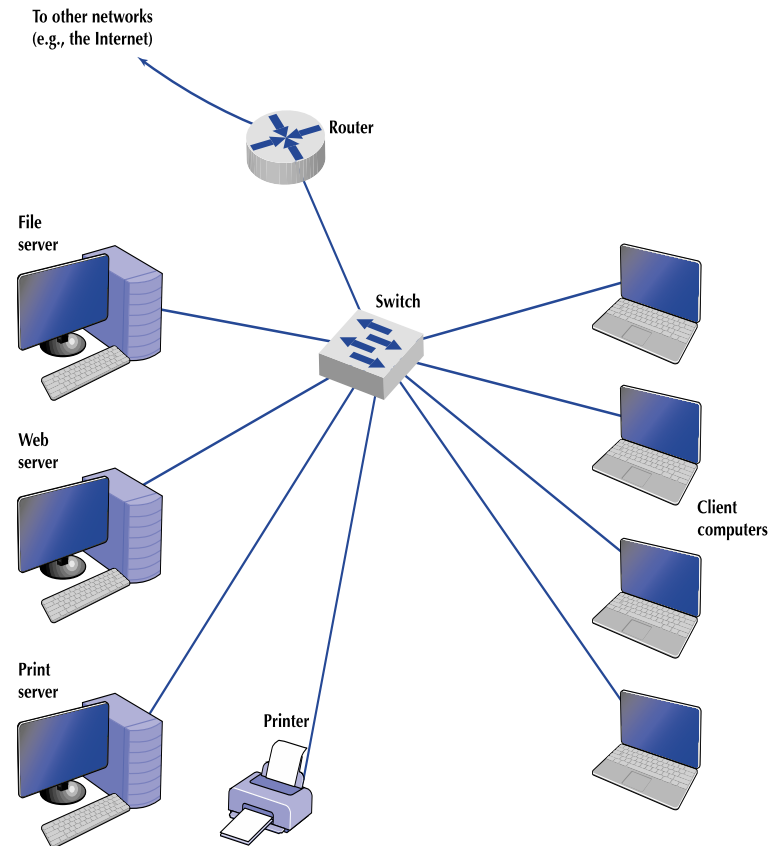 To other networks
(e.g., the Internet)
Router
File
server
Switch
Web
server
Client
computers
Print
server
Printer